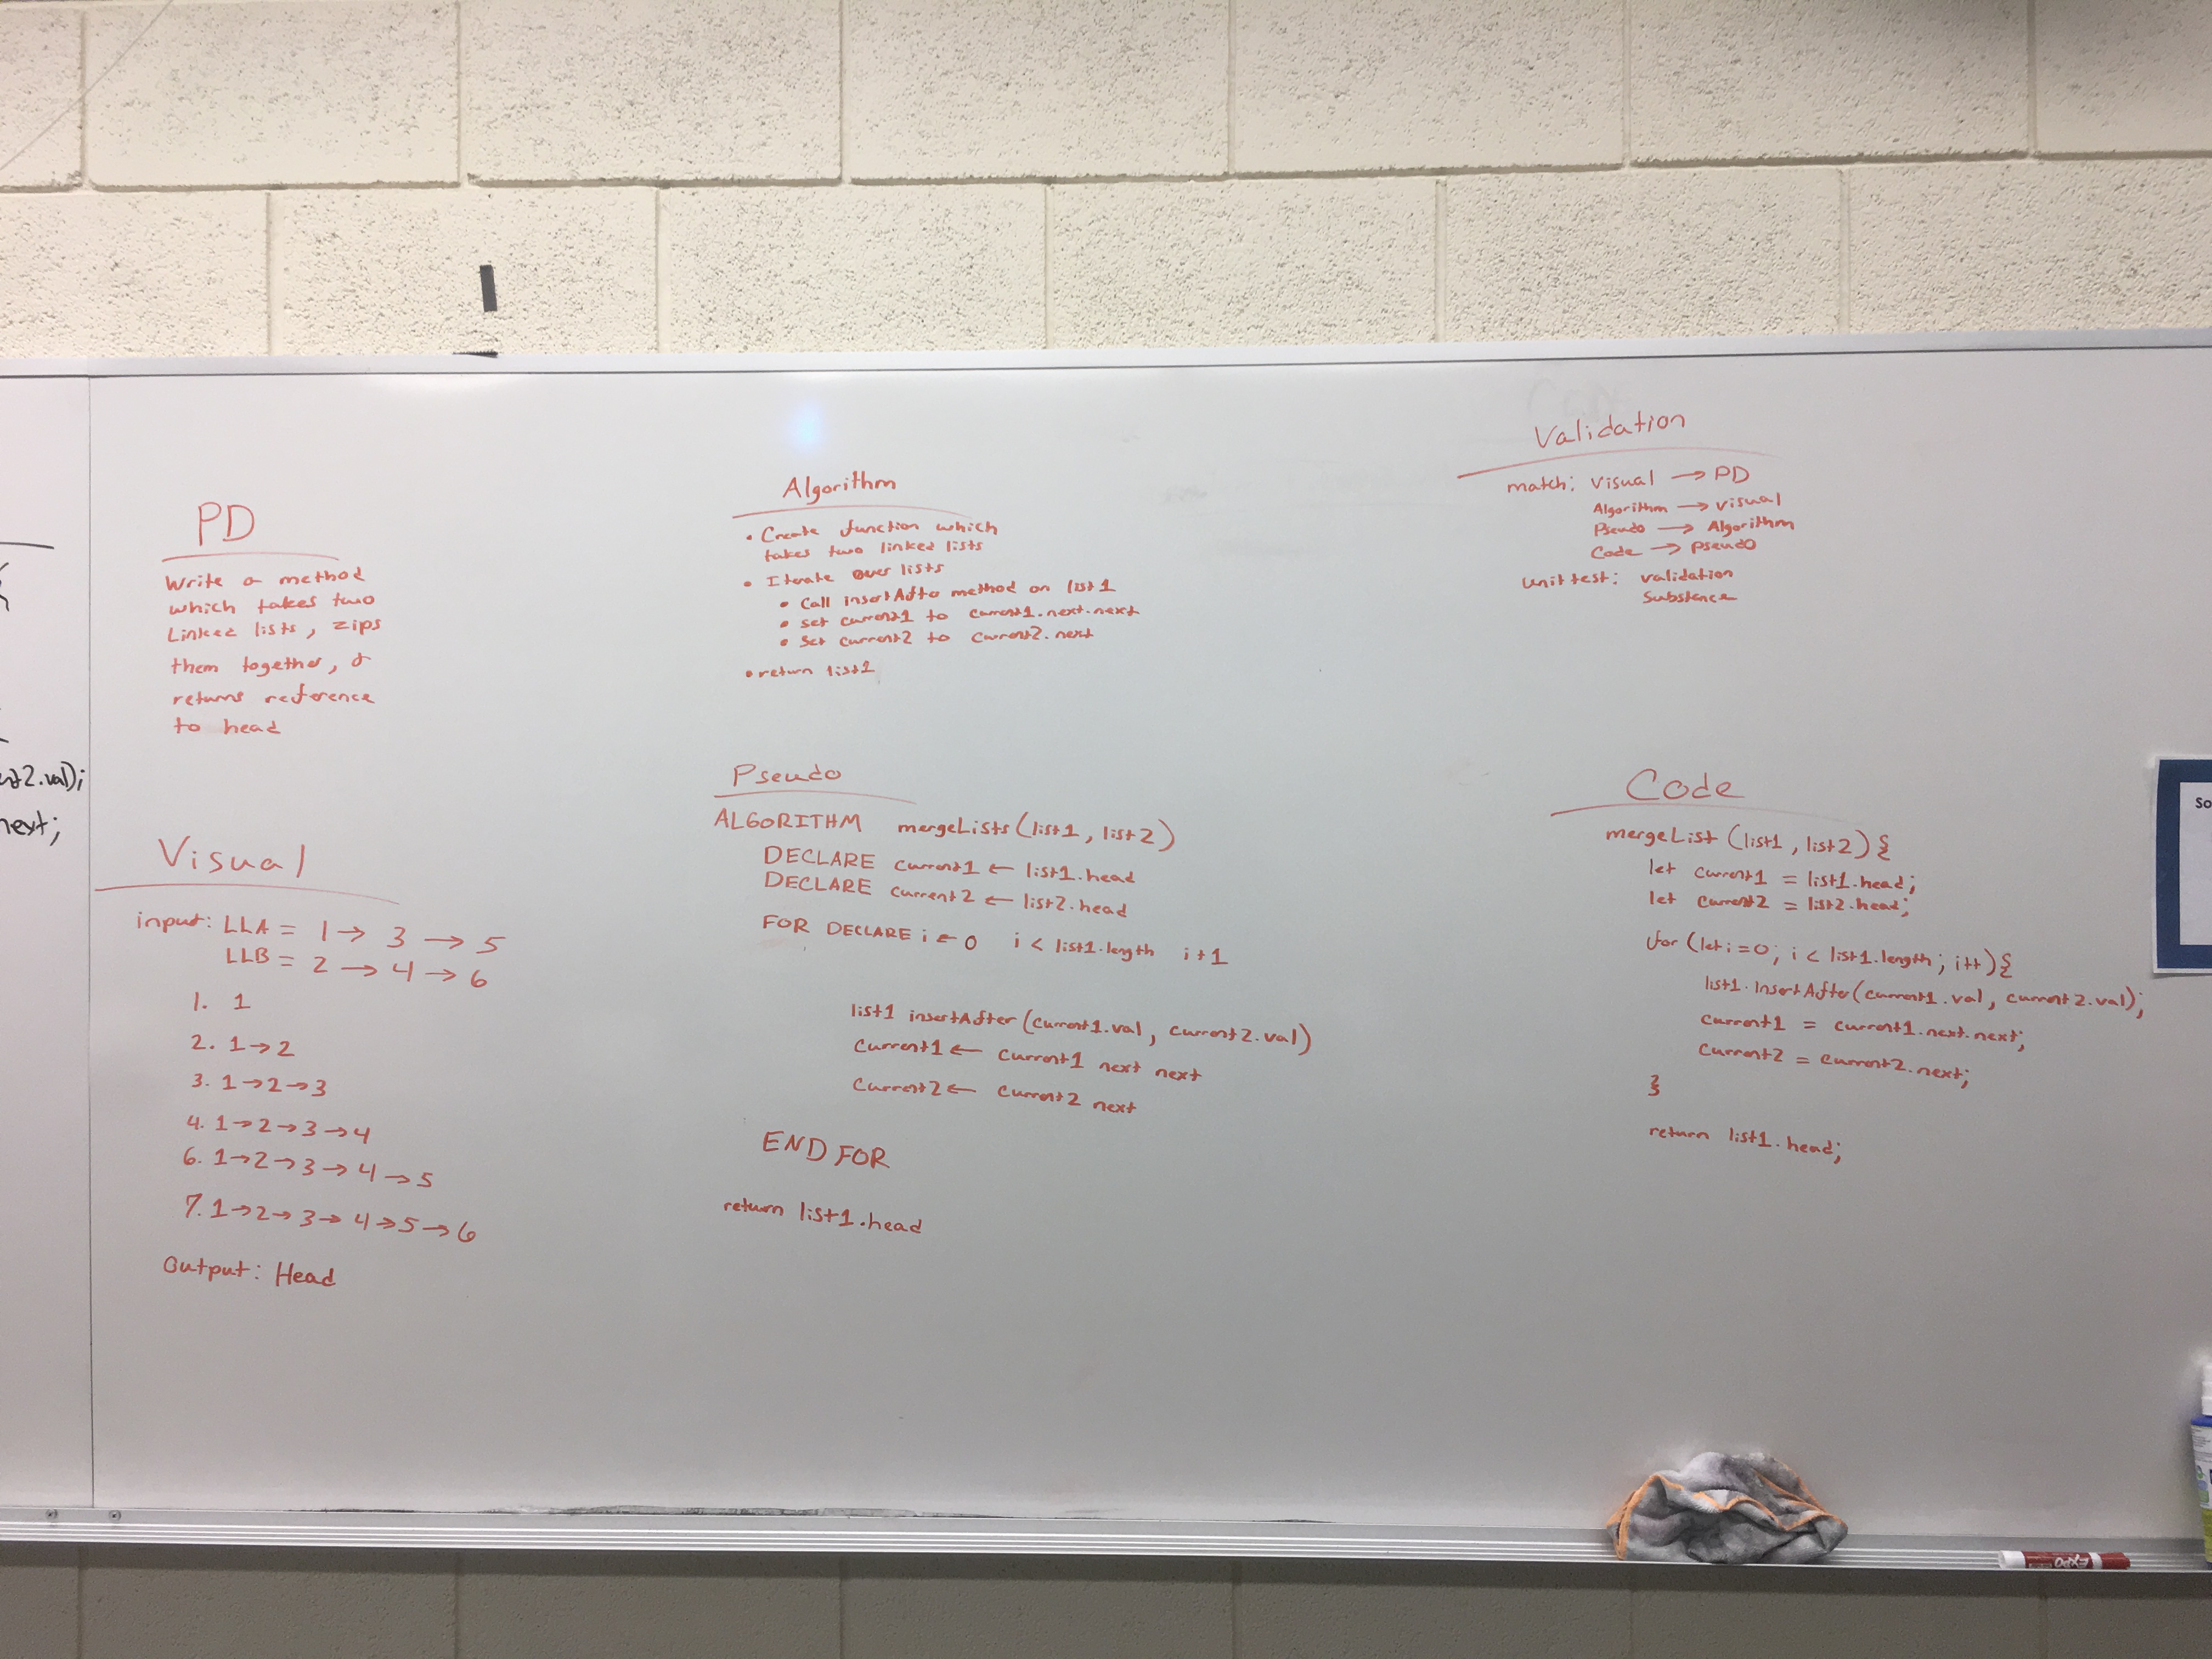 PD
Write a method
which takes two
Linked lists, zips
them together, &
returns reference
to head
Visual
input: LLA = 1 → 3 → 5
LLB = 2 → 4 → 6
1. 1
2. 1→2
3. 1→2→3
4. 1→2→3→4
6. 1→2→3→4→5
7. 1→2→3→4→5→6
Output: Head
Algorithm
• Create function which
takes two linked lists
• Iterate over lists
• Call insertAfter method on list1
• set current1 to current1.next.next
• Set current2 to current2.next
• return list1
Pseudo
ALGORITHM mergeLists(list1, list2)
DECLARE current1 ← list1.head
DECLARE current2 ← list2.head
FOR DECLARE i ← 0 i < list1.length i+1
list1 insertAfter(current1.val, current2.val)
current1 ← current1 next next
current2 ← current2 next
END FOR
return list1.head
Validation
match: Visual → PD
Algorithm → visual
Pseudo → Algorithm
Code → pseudo
unit test: validation
Substance
Code
mergeList (list1, list2) {
let current1 = list1.head;
let current2 = list2.head;
for (let i=0; i < list1.length; i++) {
list1.insertAfter(current1.val, current2.val);
current1 = current1.next.next;
current2 = current2.next;
}
return list1.head;
2.val);
next;
So
EXPO